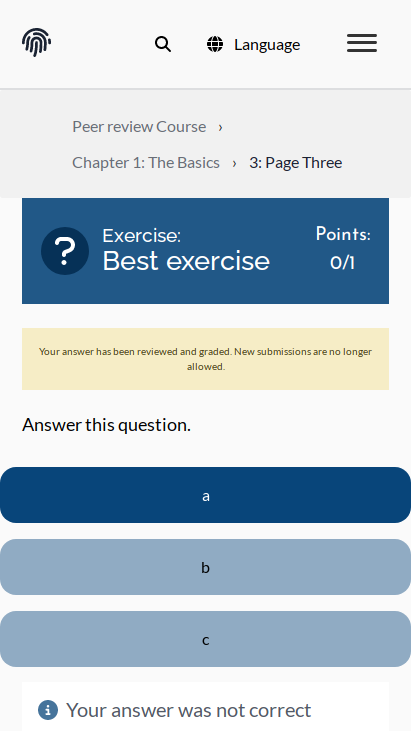 Language
Peer review Course ›
Chapter 1: The Basics › 3: Page Three
Exercise:
Best exercise
Points:
0/1
Your answer has been reviewed and graded. New submissions are no longer
allowed.
Answer this question.
a
b
c
Your answer was not correct